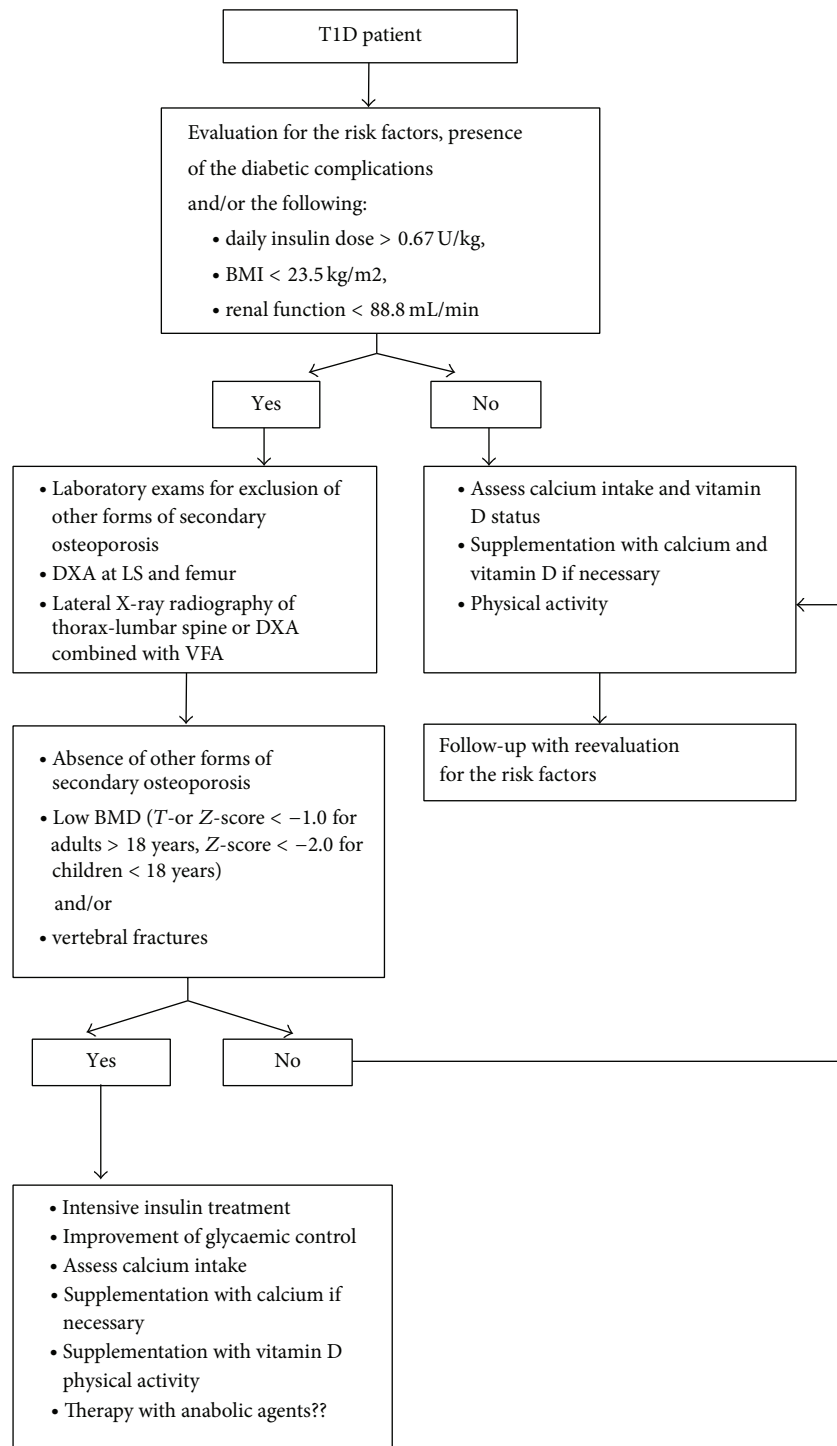 T1D patient
Evaluation for the risk factors, presence
of the diabetic complications
and/or the following:
• daily insulin dose > 0.67 U/kg,
• BMI < 23.5 kg/m2,
• renal function < 88.8 mL/min
Yes
No
• Laboratory exams for exclusion of
other forms of secondary
osteoporosis
• DXA at LS and femur
• Lateral X-ray radiography of
thorax-lumbar spine or DXA
combined with VFA
• Assess calcium intake and vitamin
D status
• Supplementation with calcium and
vitamin D if necessary
• Physical activity
• Absence of other forms of
secondary osteoporosis
• Low BMD (T-or Z-score < −1.0 for
adults > 18 years, Z-score < −2.0 for
children < 18 years)
and/or
• vertebral fractures
Follow-up with reevaluation
for the risk factors
Yes
No
• Intensive insulin treatment
• Improvement of glycaemic control
• Assess calcium intake
• Supplementation with calcium if
necessary
• Supplementation with vitamin D
physical activity
• Therapy with anabolic agents??